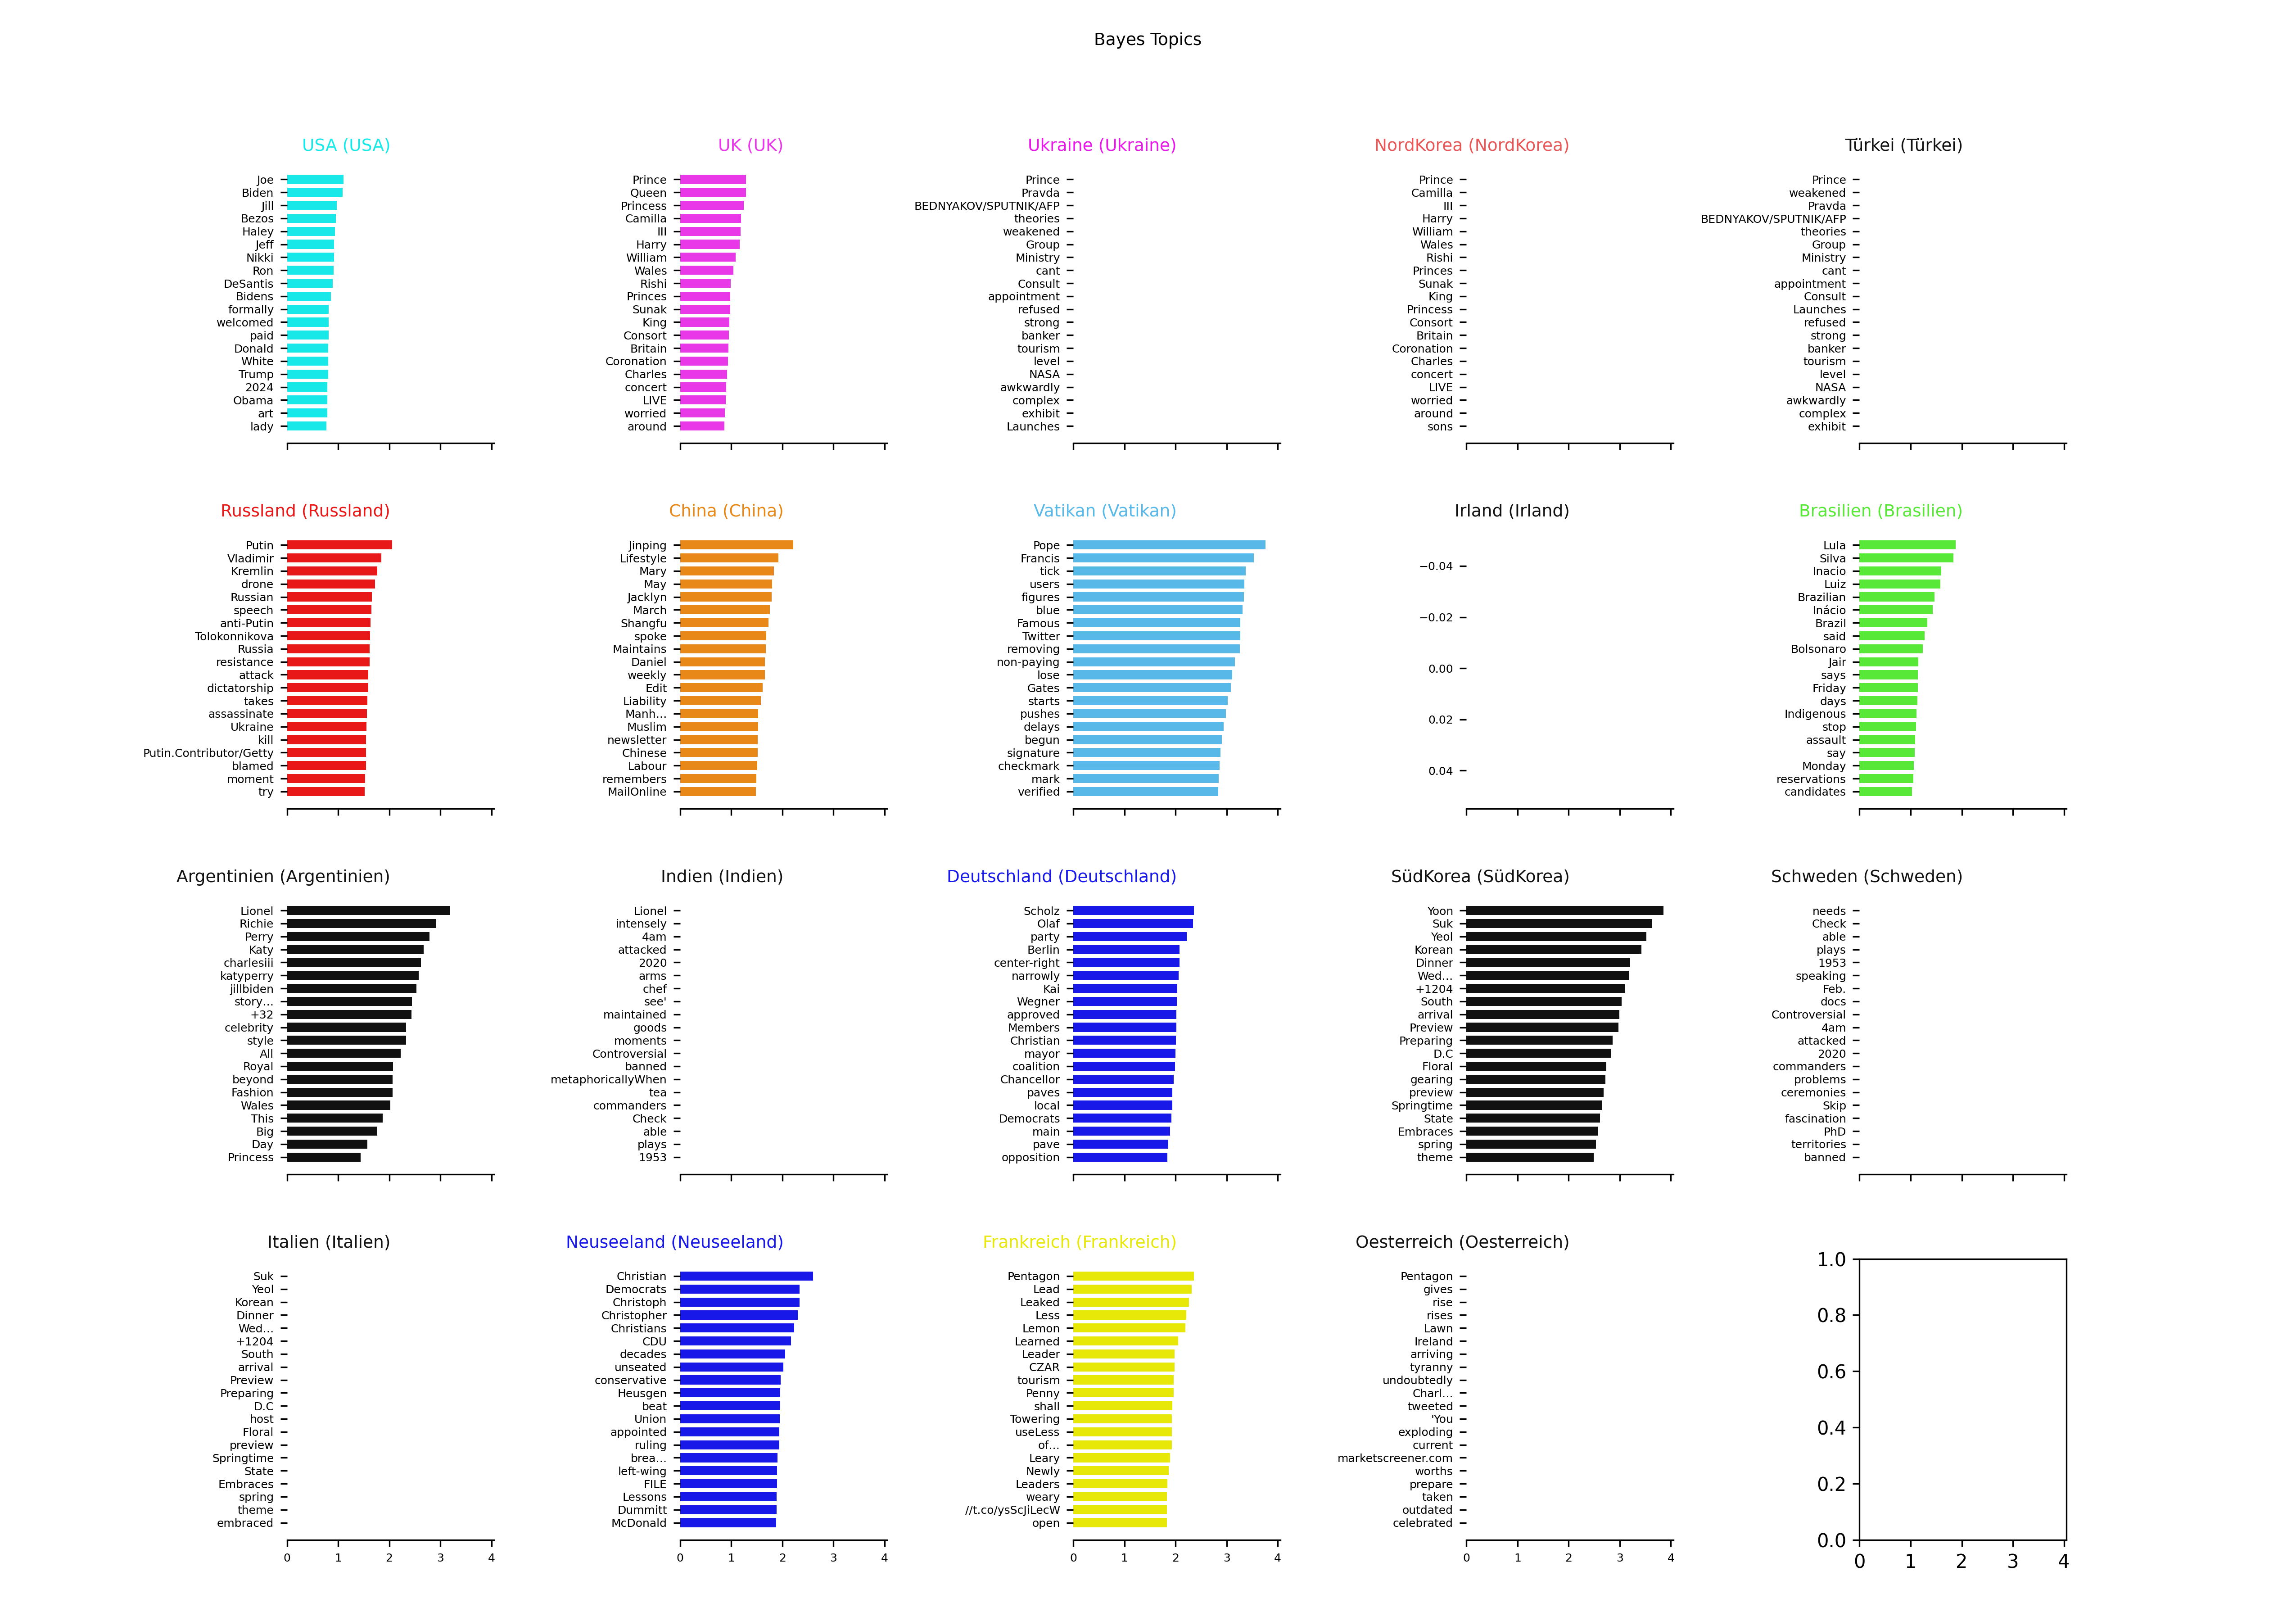 Bayes Topics
USA (USA)
Joe
Biden
Jill
Bezos
Haley
Jeff
Nikki
Ron
DeSantis
Bidens
formally
welcomed
paid
Donald
White
Trump
2024
Obama
art
lady
UK (UK)
Prince
Queen
Princess
Camilla
III
Harry
William
Wales
Rishi
Princes
Sunak
King
Consort
Britain
Coronation
Charles
concert
LIVE
worried
around
Ukraine (Ukraine)
Prince
Pravda
BEDNYAKOV/SPUTNIK/AFP
theories
weakened
Group
Ministry
cant
Consult
appointment
refused
strong
banker
tourism
level
NASA
awkwardly
complex
exhibit
Launches
NordKorea (NordKorea)
Prince
Camilla
III
Harry
William
Wales
Rishi
Princes
Sunak
King
Princess
Consort
Britain
Coronation
Charles
concert
LIVE
worried
around
sons
Türkei (Türkei)
Prince
weakened
Pravda
BEDNYAKOV/SPUTNIK/AFP
theories
Group
Ministry
cant
appointment
Consult
Launches
refused
strong
banker
tourism
level
NASA
awkwardly
complex
exhibit
Russland (Russland)
Putin
Vladimir
Kremlin
drone
Russian
speech
anti-Putin
Tolokonnikova
Russia
resistance
attack
dictatorship
takes
assassinate
Ukraine
kill
Putin.Contributor/Getty
blamed
moment
try
China (China)
Jinping
Lifestyle
Mary
May
Jacklyn
March
Shangfu
spoke
Maintains
Daniel
weekly
Edit
Liability
Manh…
Muslim
newsletter
Chinese
Labour
remembers
MailOnline
Vatikan (Vatikan)
Pope
Francis
tick
users
figures
blue
Famous
Twitter
removing
non-paying
lose
Gates
starts
pushes
delays
begun
signature
checkmark
mark
verified
Irland (Irland)
−0.04
−0.02
0.00
0.02
0.04
Brasilien (Brasilien)
Lula
Silva
Inacio
Luiz
Brazilian
Inácio
Brazil
said
Bolsonaro
Jair
says
Friday
days
Indigenous
stop
assault
say
Monday
reservations
candidates
Argentinien (Argentinien)
Lionel
Richie
Perry
Katy
charlesiii
katyperry
jillbiden
story…
+32
celebrity
style
All
Royal
beyond
Fashion
Wales
This
Big
Day
Princess
Indien (Indien)
Lionel
intensely
4am
attacked
2020
arms
chef
see'
maintained
goods
moments
Controversial
banned
metaphoricallyWhen
tea
commanders
Check
able
plays
1953
Deutschland (Deutschland)
Scholz
Olaf
party
Berlin
center-right
narrowly
Kai
Wegner
approved
Members
Christian
mayor
coalition
Chancellor
paves
local
Democrats
main
pave
opposition
SüdKorea (SüdKorea)
Yoon
Suk
Yeol
Korean
Dinner
Wed…
+1204
South
arrival
Preview
Preparing
D.C
Floral
gearing
preview
Springtime
State
Embraces
spring
theme
Schweden (Schweden)
needs
Check
able
plays
1953
speaking
Feb.
docs
Controversial
4am
attacked
2020
commanders
problems
ceremonies
Skip
fascination
PhD
territories
banned
Italien (Italien)
Suk
Yeol
Korean
Dinner
Wed…
+1204
South
arrival
Preview
Preparing
D.C
host
Floral
preview
Springtime
State
Embraces
spring
theme
embraced
0 1 2 3 4
Neuseeland (Neuseeland)
Christian
Democrats
Christoph
Christopher
Christians
CDU
decades
unseated
conservative
Heusgen
beat
Union
appointed
ruling
brea…
left-wing
FILE
Lessons
Dummitt
McDonald
0 1 2 3 4
Frankreich (Frankreich)
Pentagon
Lead
Leaked
Less
Lemon
Learned
Leader
CZAR
tourism
Penny
shall
Towering
useLess
of…
Leary
Newly
Leaders
weary
//t.co/ysScJiLecW
open
0 1 2 3 4
Oesterreich (Oesterreich)
Pentagon
gives
rise
rises
Lawn
Ireland
arriving
tyranny
undoubtedly
Charl…
tweeted
'You
exploding
current
marketscreener.com
worths
prepare
taken
outdated
celebrated
0 1 2 3 4
1.0
0.8
0.6
0.4
0.2
0.0
0 1 2 3 4